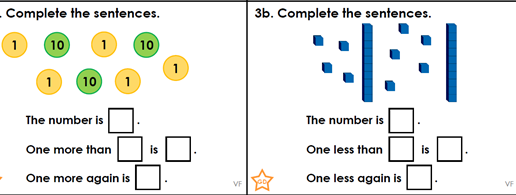 . Complete the sentences.
1 10 1 10
1 10 1 1
The number is .
One more than is .
One more again is .
VF
3b. Complete the sentences.
The number is .
One less than is .
One less again is .
GD
VF